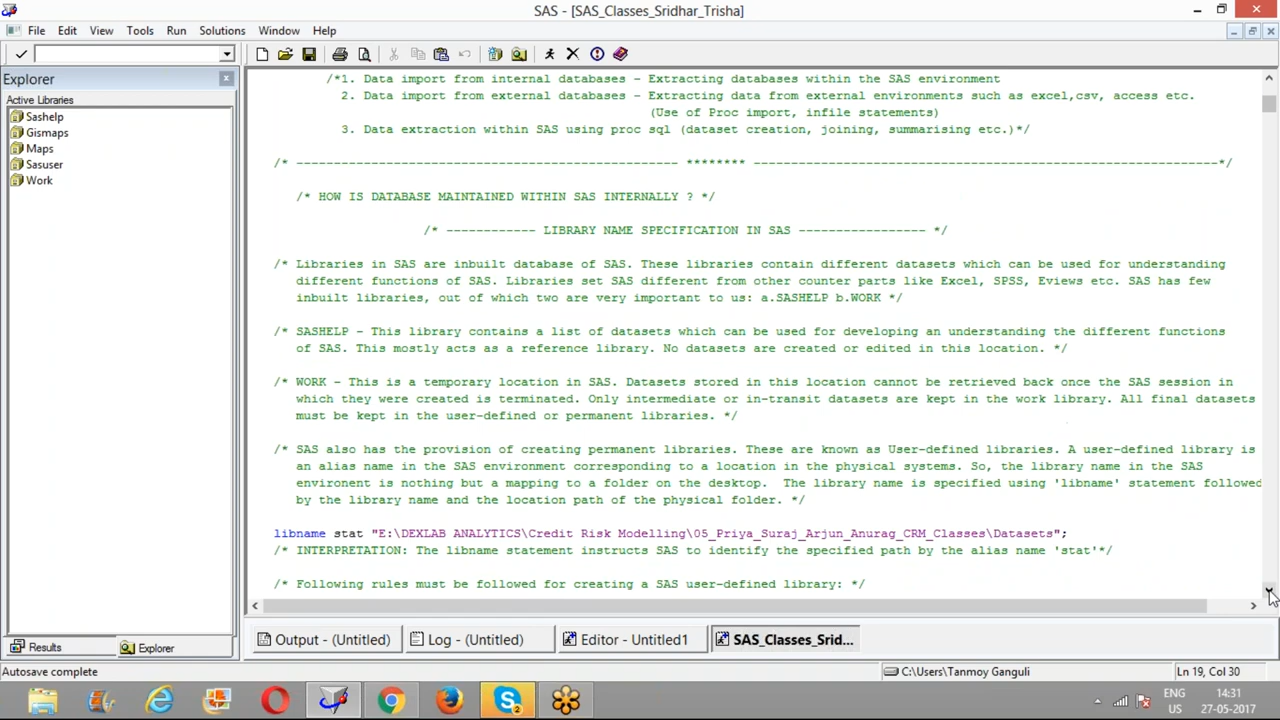 SAS - [SAS_Classes_Sridhar_Trisha]
File Edit View Tools Run Solutions Window Help
Explorer
Active Libraries
Sashelp
Gismaps
Maps
Sasuser
Work
/*1. Data import from internal databases - Extracting databases within the SAS environment
2. Data import from external databases - Extracting data from external environments such as excel,csv, access etc.
(Use of Proc import, infile statements)
3. Data extraction within SAS using proc sql (dataset creation, joining, summarising etc.)*/
/* --------------------------------------------------- ******** --------------------------------------------------------------*/
/* HOW IS DATABASE MAINTAINED WITHIN SAS INTERNALLY ? */
/* ------------ LIBRARY NAME SPECIFICATION IN SAS ----------------- */
/* Libraries in SAS are inbuilt database of SAS. These libraries contain different datasets which can be used for understanding
different functions of SAS. Libraries set SAS different from other counter parts like Excel, SPSS, Eviews etc. SAS has few
inbuilt libraries, out of which two are very important to us: a.SASHELP b.WORK */
/* SASHELP - This library contains a list of datasets which can be used for developing an understanding the different functions
of SAS. This mostly acts as a reference library. No datasets are created or edited in this location. */
/* WORK - This is a temporary location in SAS. Datasets stored in this location cannot be retrieved back once the SAS session in
which they were created is terminated. Only intermediate or in-transit datasets are kept in the work library. All final datasets
must be kept in the user-defined or permanent libraries. */
/* SAS also has the provision of creating permanent libraries. These are known as User-defined libraries. A user-defined library is
an alias name in the SAS environment corresponding to a location in the physical systems. So, the library name in the SAS
environent is nothing but a mapping to a folder on the desktop. The library name is specified using 'libname' statement followed
by the library name and the location path of the physical folder. */
libname stat "E:\DEXLAB ANALYTICS\Credit Risk Modelling\05_Priya_Suraj_Arjun_Anurag_CRM_Classes\Datasets";
/* INTERPRETATION: The libname statement instructs SAS to identify the specified path by the alias name 'stat'*/
/* Following rules must be followed for creating a SAS user-defined library: */
Results Explorer
Output - (Untitled) Log - (Untitled) Editor - Untitled1 SAS_Classes_Srid...
Autosave complete C:\Users\Tanmoy Ganguli Ln 19, Col 30
ENG 14:31
US 27-05-2017